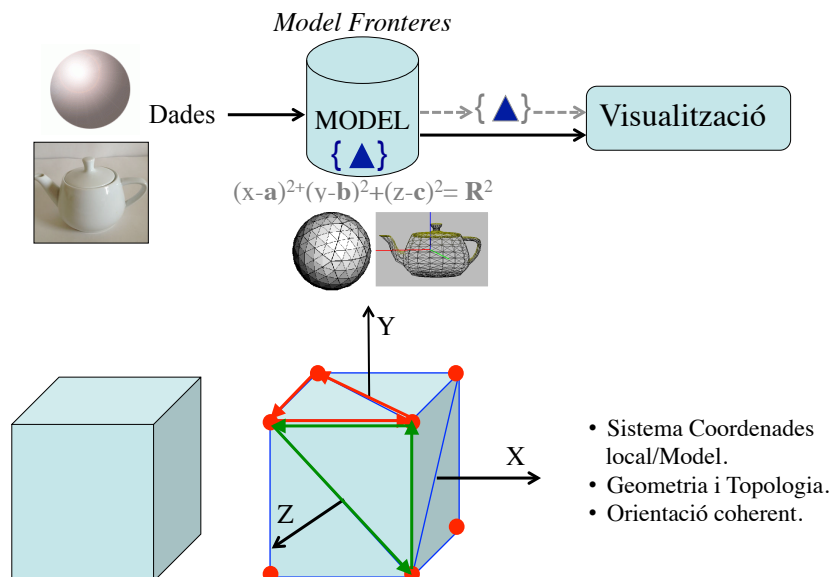 Model Fronteres
Dades
MODEL
{ }
{ }
Visualització
(x-a)²⁺(y-b)²+(z-c)²= R²
Y
X
Z
• Sistema Coordenades
local/Model.
• Geometria i Topologia.
• Orientació coherent.